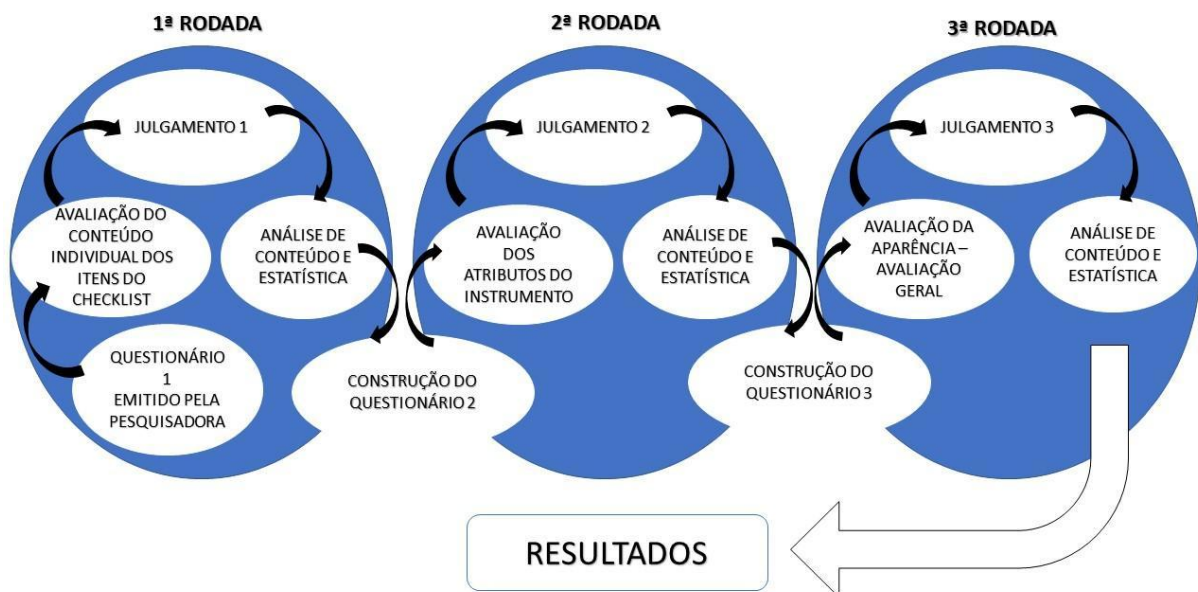 1ª RODADA
JULGAMENTO 1
AVALIAÇÃO DO
CONTEÚDO
INDIVIDUAL DOS
ITENS DO
CHECKLIST
ANÁLISE DE
CONTEÚDO E
ESTATÍSTICA
QUESTIONÁRIO
1
EMITIDO PELA
PESQUISADORA
CONSTRUÇÃO DO
QUESTIONÁRIO 2
2ª RODADA
JULGAMENTO 2
AVALIAÇÃO
DOS
ATRIBUTOS DO
INSTRUMENTO
ANÁLISE DE
CONTEÚDO E
ESTATÍSTICA
CONSTRUÇÃO DO
QUESTIONÁRIO 3
3ª RODADA
JULGAMENTO 3
AVALIAÇÃO DA
APARÊNCIA –
AVALIAÇÃO
GERAL
ANÁLISE DE
CONTEÚDO E
ESTATÍSTICA
RESULTADOS